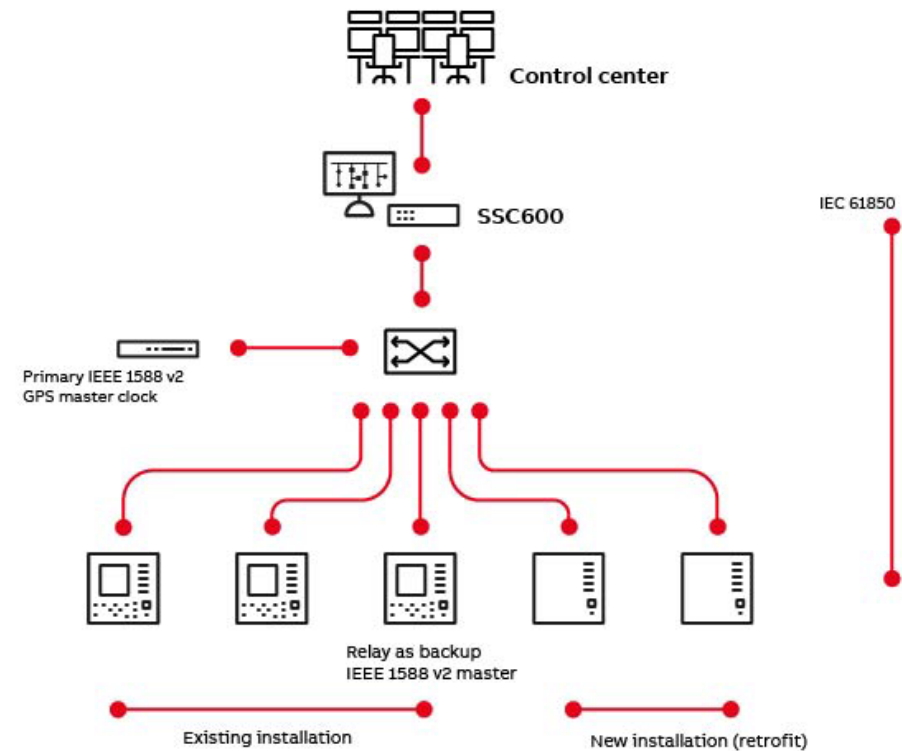 Control center
SSC600
IEC 61850
Primary IEEE 1588 v2
GPS master clock
Relay as backup
IEEE 1588 v2 master
Existing installation
New installation (retrofit)